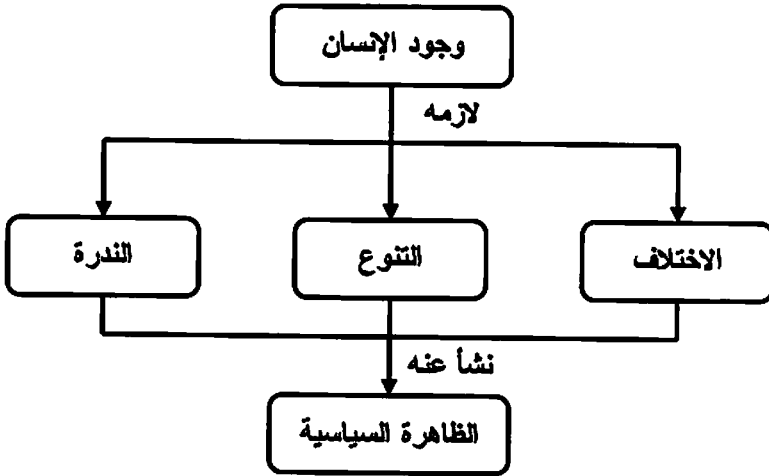 وجود الإنسان
لازمه
الاختلاف
التنوع
الندرة
نشأ عنه
الظاهرة السياسية